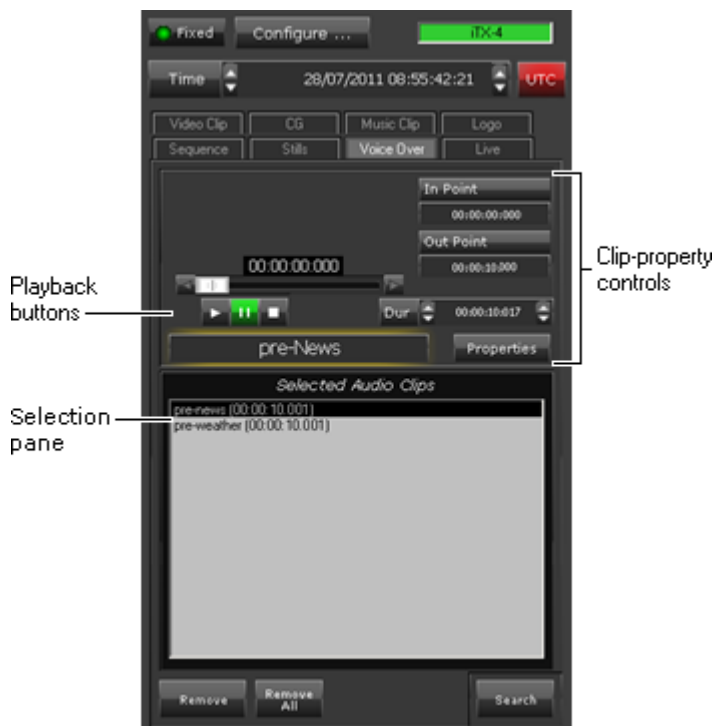 Fixed
Configure ...
iTX-4
Time
28/07/2011 08:55:42:21
UTC
Video Clip
CG
Music Clip
Logo
Sequence
Stills
Voice Over
Live
In Point
00:00:00:000
Out Point
00:00:10:000
Clip-property
controls
00:00:00:000
Playback
buttons
Dur
00:00:10:017
pre-News
Properties
Selected Audio Clips
Selection
pane
pre-news (00:00:10.001)
pre-weather (00:00:10.001)
Remove
Remove
All
Search